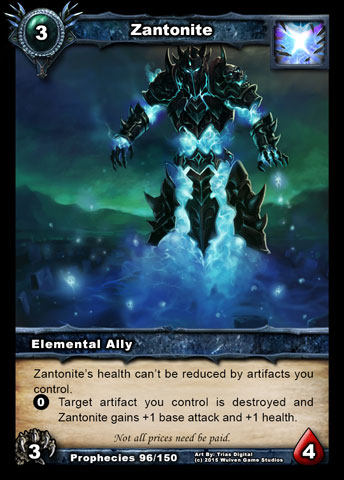 3 Zantonite
Elemental Ally
Zantonite's health can't be reduced by artifacts you
control.
0 Target artifact you control is destroyed and
Zantonite gains +1 base attack and +1 health.
Not all prices need be paid.
3 Prophecies 96/150 4
Art By: Trias Digital
(c) 2015 Wulven Game Studios